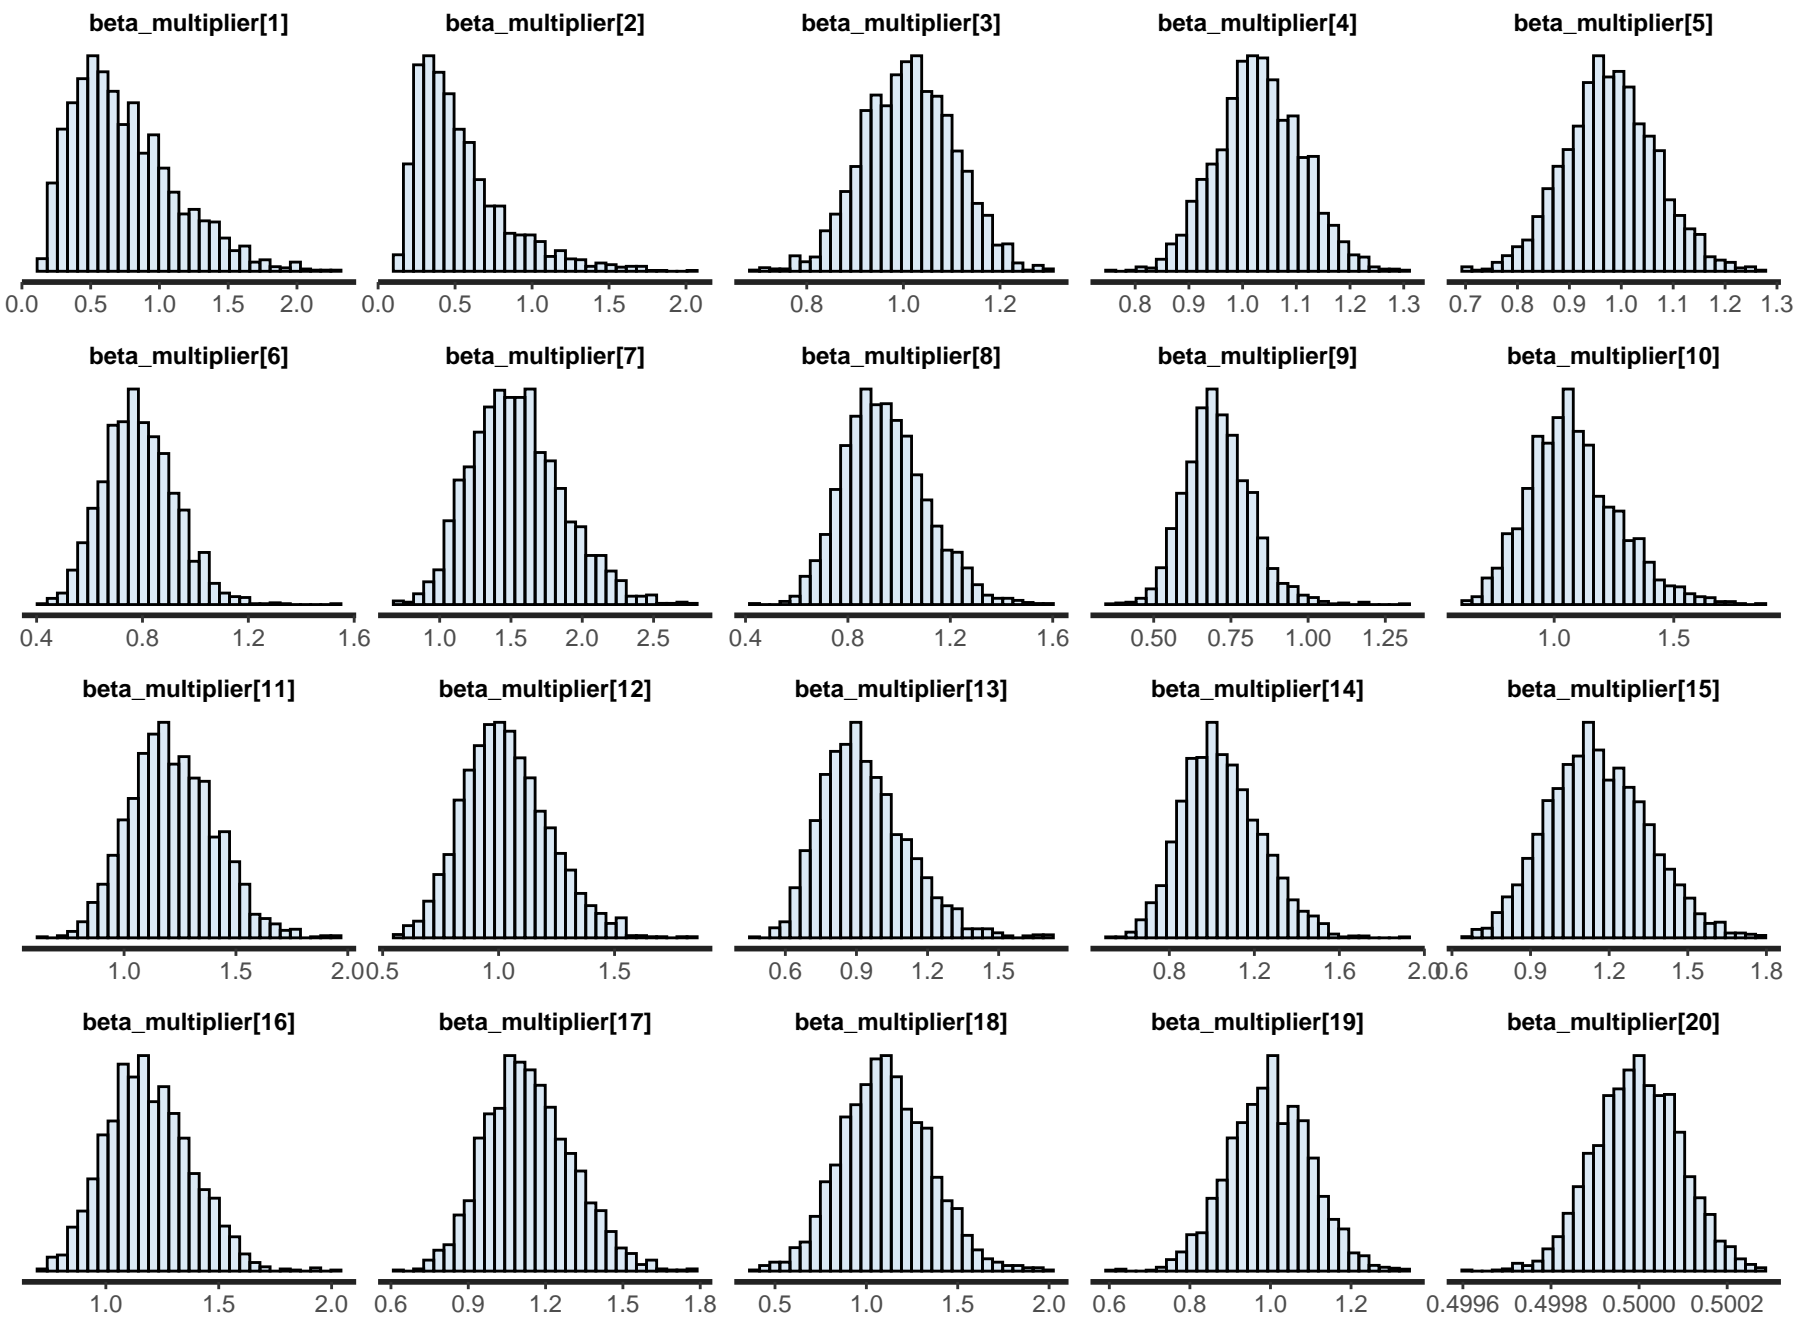 beta_multiplier[1] beta_multiplier[2] beta_multiplier[3] beta_multiplier[4] beta_multiplier[5]
0.0 0.5 1.0 1.5 2.0 0.0 0.5 1.0 1.5 2.0 0.8 1.0 1.2 0.8 0.9 1.0 1.1 1.2 1.3 0.7 0.8 0.9 1.0 1.1 1.2 1.3
beta_multiplier[6] beta_multiplier[7] beta_multiplier[8] beta_multiplier[9] beta_multiplier[10]
0.4 0.8 1.2 1.6 1.0 1.5 2.0 2.5 0.4 0.8 1.2 1.6 0.50 0.75 1.00 1.25 1.0 1.5
beta_multiplier[11] beta_multiplier[12] beta_multiplier[13] beta_multiplier[14] beta_multiplier[15]
1.0 1.5 2.0 0.5 1.0 1.5 0.6 0.9 1.2 1.5 0.8 1.2 1.6 2.0 0.6 0.9 1.2 1.5 1.8
beta_multiplier[16] beta_multiplier[17] beta_multiplier[18] beta_multiplier[19] beta_multiplier[20]
1.0 1.5 2.0 0.6 0.9 1.2 1.5 1.8 0.5 1.0 1.5 2.0 0.6 0.8 1.0 1.2 0.4996 0.4998 0.5000 0.5002